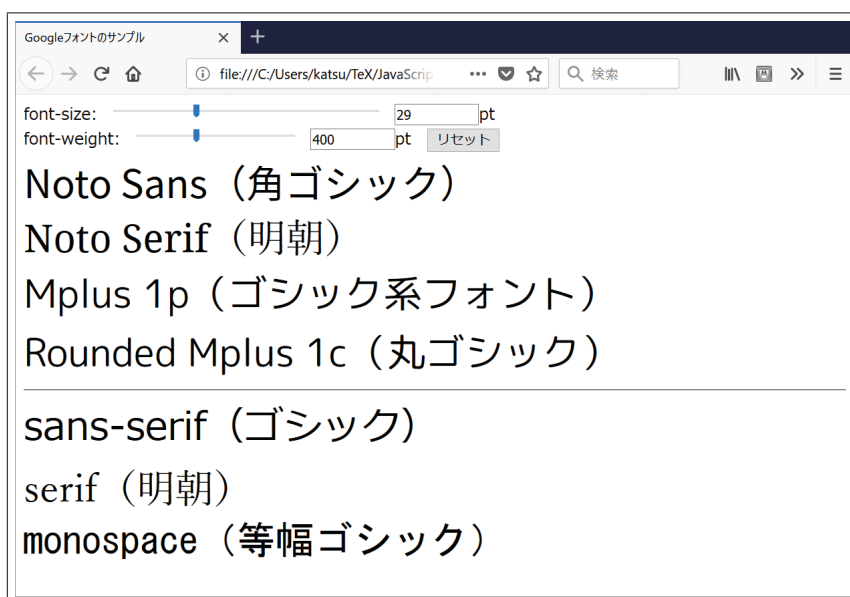 Googleフォントのサンプル
file:///C:/Users/katsu/TeX/JavaScrip
検索
font-size: 29 pt
font-weight: 400 pt リセット
Noto Sans（角ゴシック）
Noto Serif（明朝）
Mplus 1p（ゴシック系フォント）
Rounded Mplus 1c（丸ゴシック）
sans-serif（ゴシック）
serif（明朝）
monospace（等幅ゴシック）